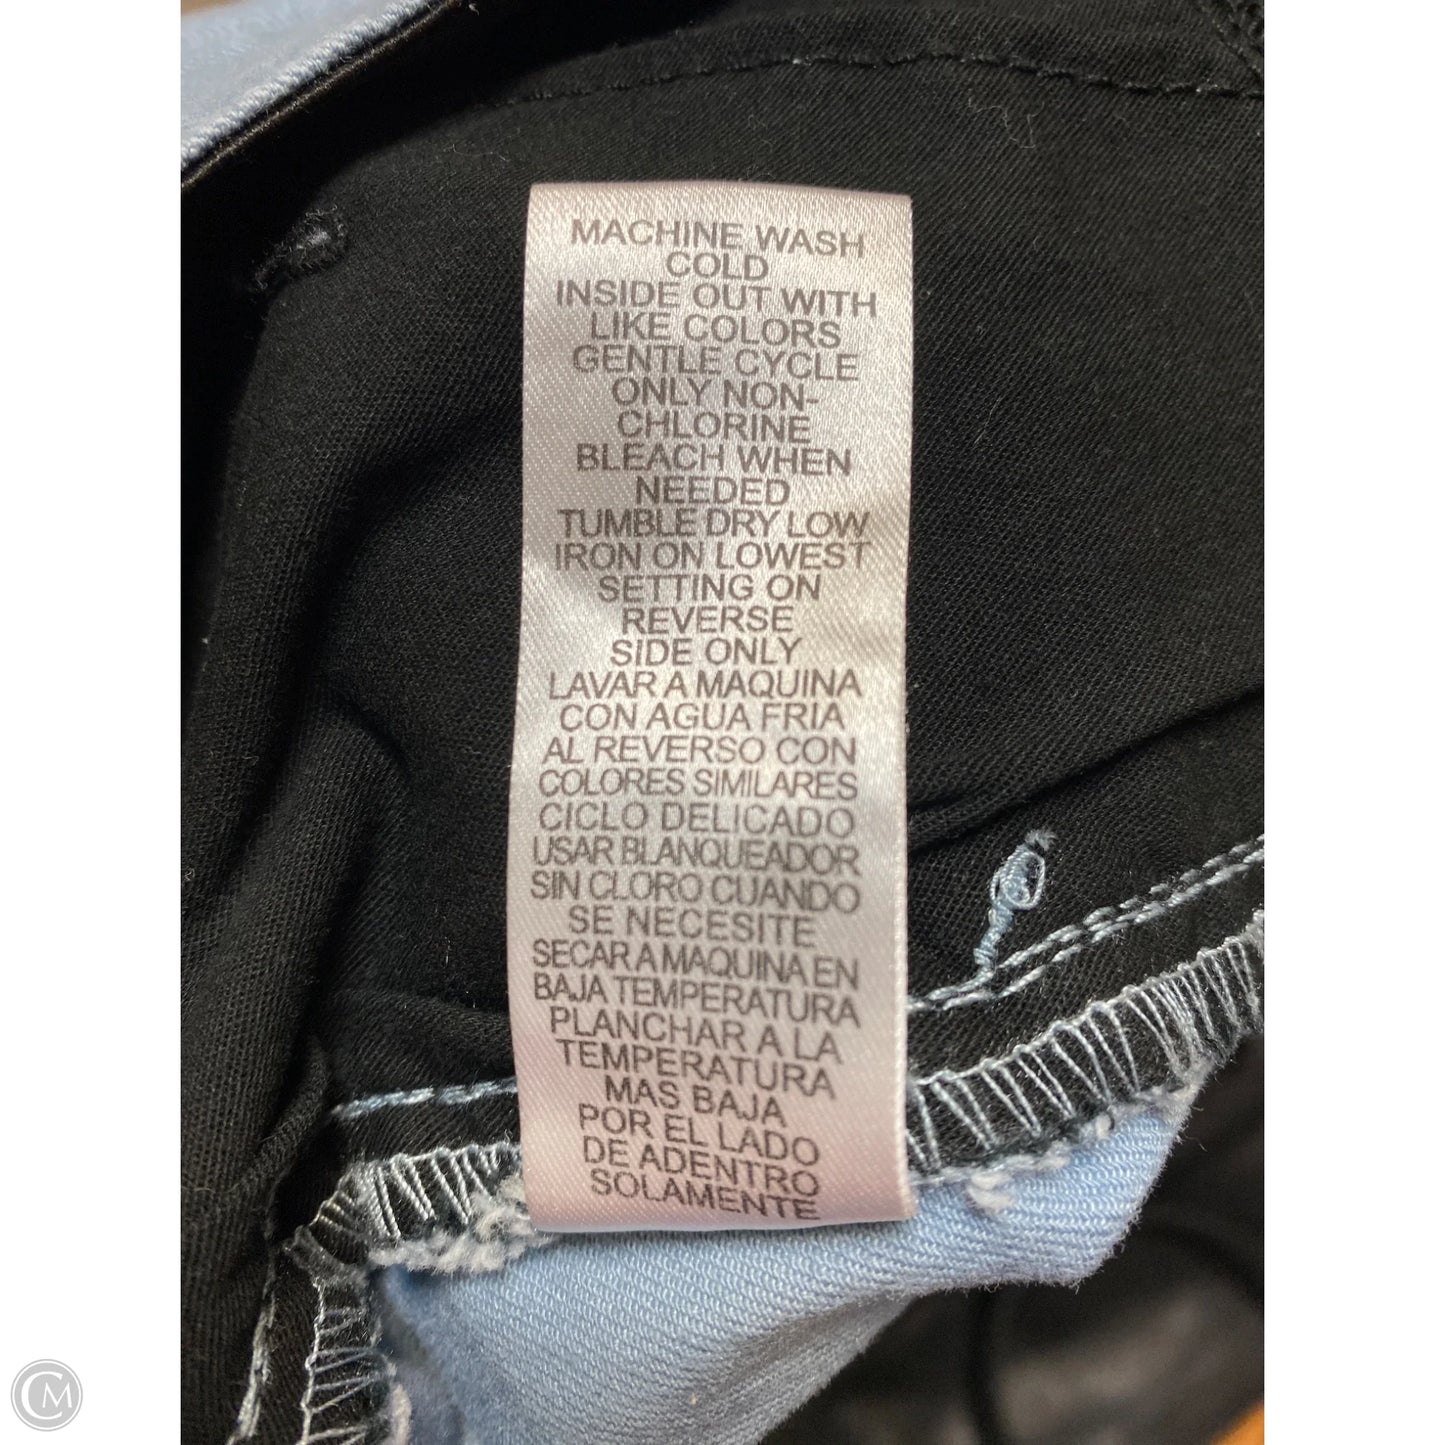 MACHINE WASH
COLD
INSIDE OUT WITH
LIKE COLORS
GENTLE CYCLE
ONLY NON-
CHLORINE
BLEACH WHEN
NEEDED
TUMBLE DRY LOW
IRON ON LOWEST
SETTING ON
REVERSE
SIDE ONLY
LAVAR A MAQUINA
CON AGUA FRIA
AL REVERSO CON
COLORES SIMILARES
CICLO DELICADO
USAR BLANQUEADOR
SIN CLORO CUANDO
SE NECESITE
SECAR A MAQUINA EN
BAJA TEMPERATURA
PLANCHAR A LA
TEMPERATURA
MAS BAJA
POR EL LADO
DE ADENTRO
SOLAMENTE
CM